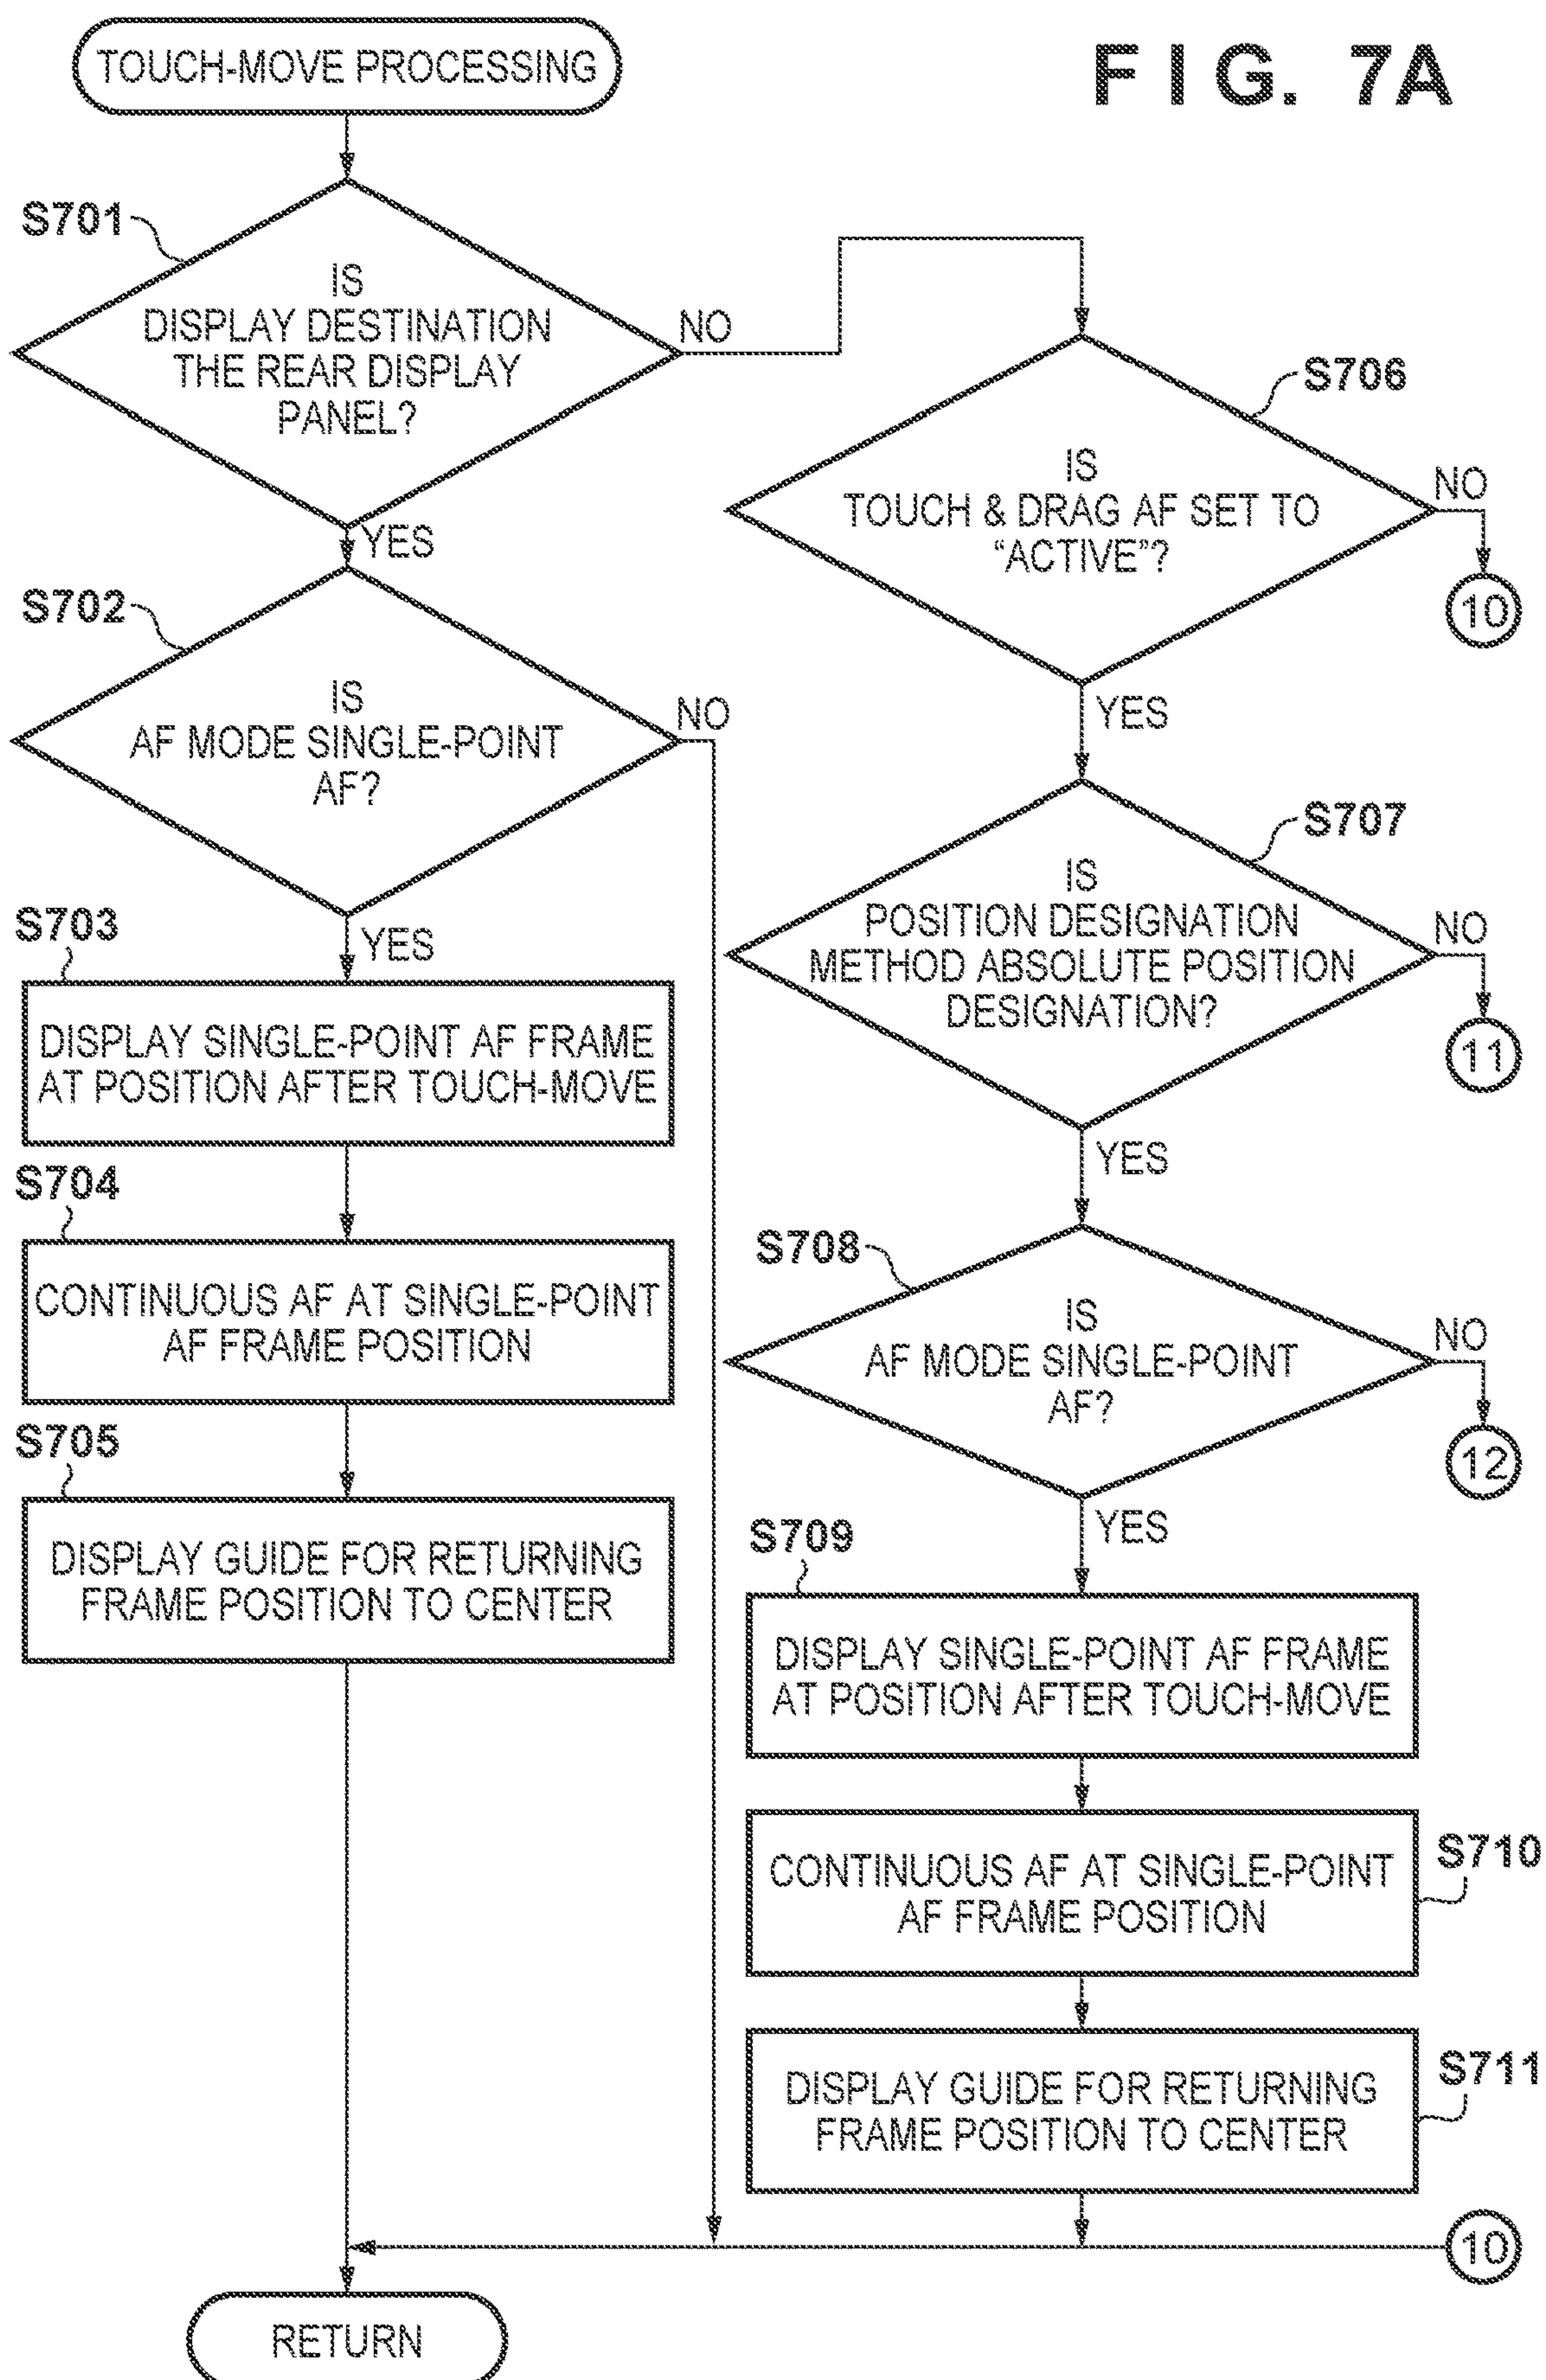 TOUCH-MOVE PROCESSING
FIG. 7A
S701
IS
DISPLAY DESTINATION
THE REAR DISPLAY
PANEL?
NO
YES
S702
IS
AF MODE SINGLE-POINT
AF?
NO
YES
S703
DISPLAY SINGLE-POINT AF FRAME
AT POSITION AFTER TOUCH-MOVE
S704
CONTINUOUS AF AT SINGLE-POINT
AF FRAME POSITION
S705
DISPLAY GUIDE FOR RETURNING
FRAME POSITION TO CENTER
S706
IS
TOUCH & DRAG AF SET TO
“ACTIVE”?
NO
10
YES
S707
IS
POSITION DESIGNATION
METHOD ABSOLUTE POSITION
DESIGNATION?
NO
11
YES
S708
IS
AF MODE SINGLE-POINT
AF?
NO
12
YES
S709
DISPLAY SINGLE-POINT AF FRAME
AT POSITION AFTER TOUCH-MOVE
S710
CONTINUOUS AF AT SINGLE-POINT
AF FRAME POSITION
S711
DISPLAY GUIDE FOR RETURNING
FRAME POSITION TO CENTER
10
RETURN